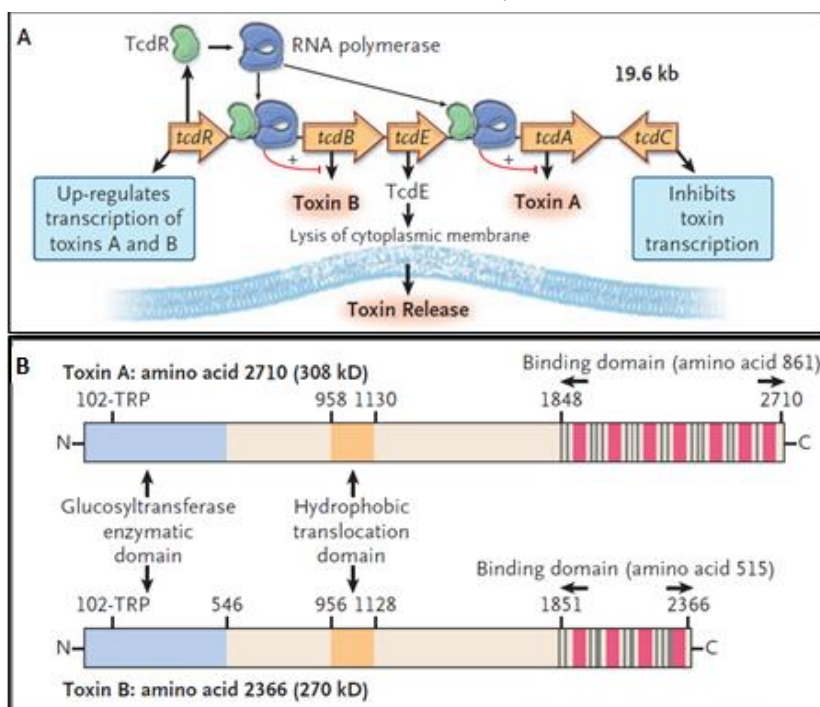 A
TcdR
RNA polymerase
19.6 kb
tcdR
tcdB
tcdE
tcdA
tcdC
+
+
Up-regulates
transcription of
toxins A and B
Toxin B
TcdE
Toxin A
Inhibits
toxin
transcription
Lysis of cytoplasmic membrane
Toxin Release
B
Toxin A: amino acid 2710 (308 kD)
Binding domain (amino acid 861)
102-TRP
958
1130
1848
2710
N
C
Glucosyltransferase
enzymatic
domain
Hydrophobic
translocation
domain
Binding domain (amino acid 515)
102-TRP
546
956
1128
1851
2366
N
C
Toxin B: amino acid 2366 (270 kD)